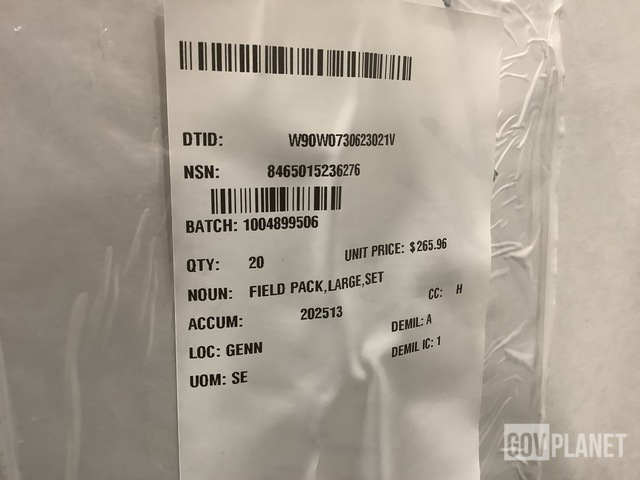 DTID: W90W0730623021V
NSN: 8465015236276
BATCH: 1004899506
QTY: 20 UNIT PRICE: $265.96
NOUN: FIELD PACK,LARGE,SET
ACCUM: 202513 CC: H
LOC: GENN DEMIL: A
UOM: SE DEMIL IC: 1
GOVPLANET